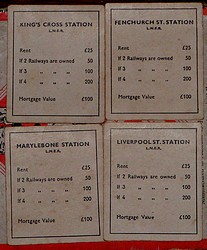 KING'S CROSS STATION
L.N.E.R.
Rent £25
If 2 Railways are owned 50
If 3 „ „ „ 100
If 4 „ „ „ 200
Mortgage Value £100
FENCHURCH ST. STATION
L.N.E.R.
Rent £25
If 2 Railways are owned 50
If 3 „ „ „ 100
If 4 „ „ „ 200
Mortgage Value £100
MARYLEBONE STATION
L.N.E.R.
Rent £25
If 2 Railways are owned 50
If 3 „ „ „ 100
If 4 „ „ „ 200
Mortgage Value £100
LIVERPOOL ST. STATION
L.N.E.R.
Rent £25
If 2 Railways are owned 50
If 3 „ „ „ 100
If 4 „ „ „ 200
Mortgage Value £100